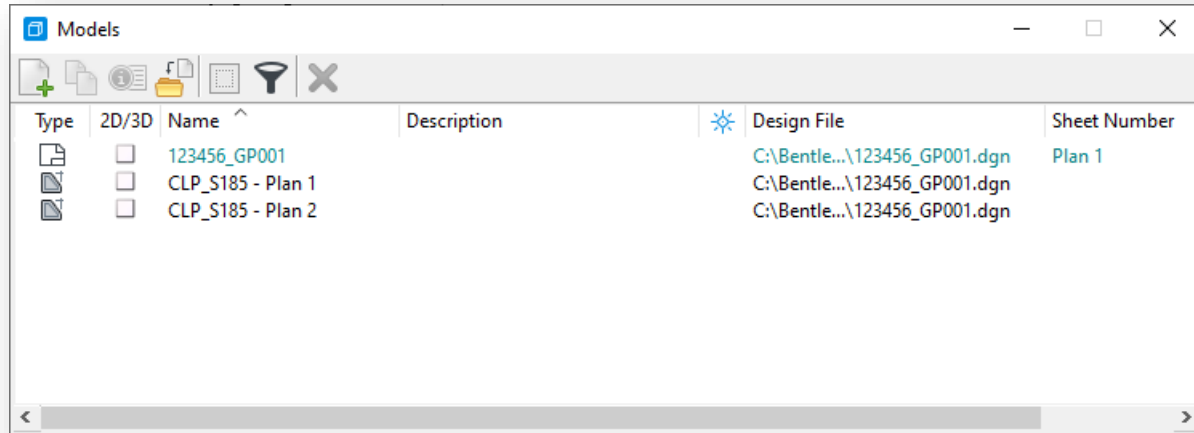 Models
Type 2D/3D Name Description Design File Sheet Number
123456_GP001 C:\Bentle...\123456_GP001.dgn Plan 1
CLP_S185 - Plan 1 C:\Bentle...\123456_GP001.dgn
CLP_S185 - Plan 2 C:\Bentle...\123456_GP001.dgn